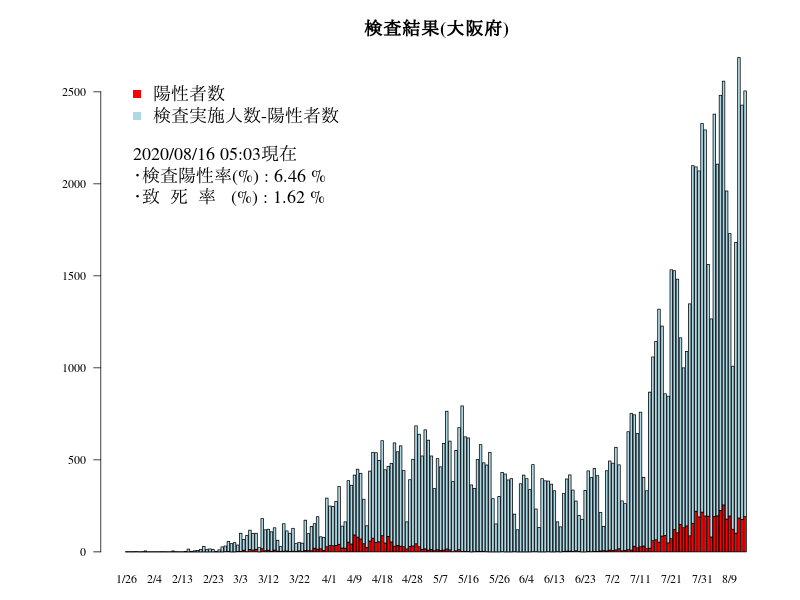 検査結果(大阪府)
陽性者数
検査実施人数-陽性者数
2020/08/16 05:03現在
・検査陽性率(%) : 6.46 %
・致 死 率 (%) : 1.62 %
2500
2000
1500
1000
500
0
1/26 2/4 2/13 2/23 3/3 3/12 3/22 4/1 4/9 4/18 4/28 5/7 5/16 5/26 6/4 6/13 6/23 7/2 7/11 7/21 7/31 8/9